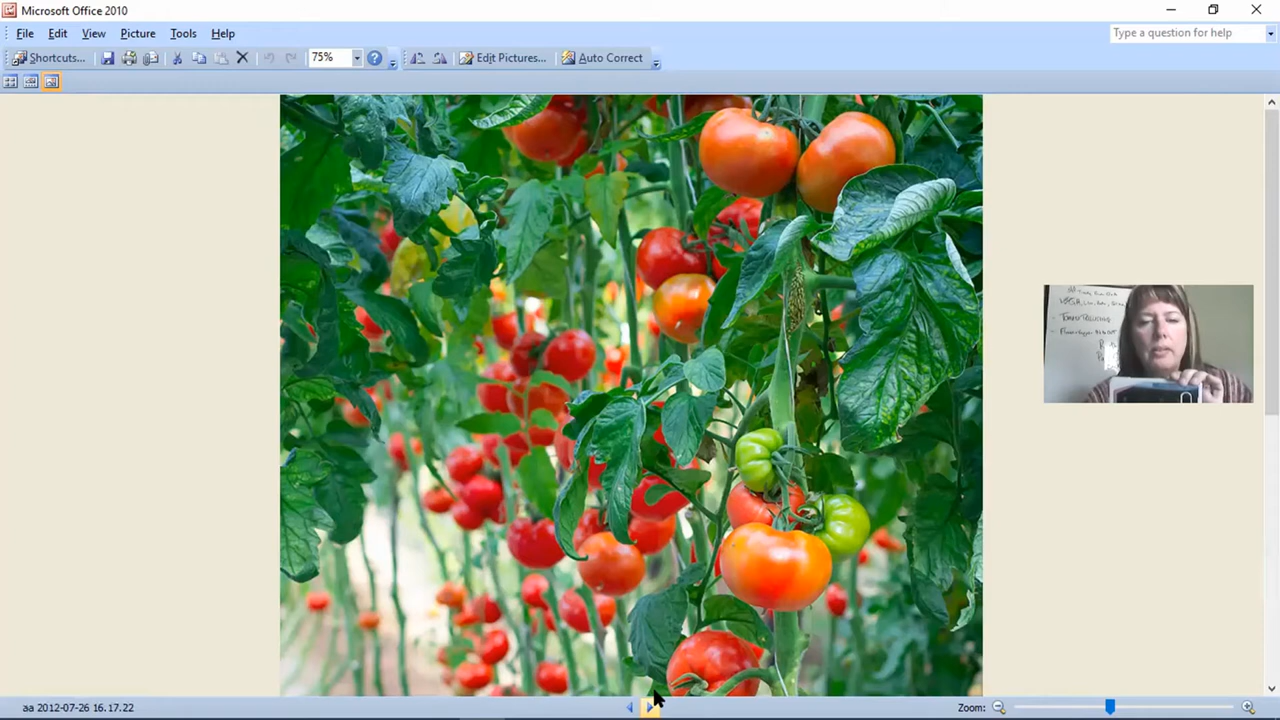 Microsoft Office 2010
File Edit View Picture Tools Help
Type a question for help
Shortcuts... 75% Edit Pictures... Auto Correct
aa 2012-07-26 16.17.22
Zoom: